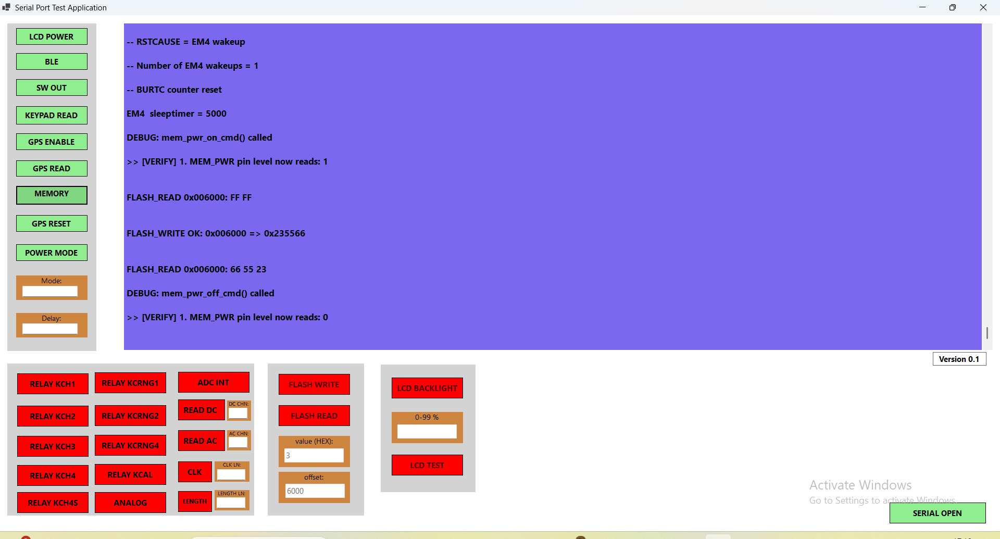 Serial Port Test Application
LCD POWER
BLE
SW OUT
KEYPAD READ
GPS ENABLE
GPS READ
MEMORY
GPS RESET
POWER MODE
Mode:
Delay:
-- RSTCAUSE = EM4 wakeup
-- Number of EM4 wakeups = 1
-- BURTC counter reset
EM4  sleeptimer = 5000
DEBUG: mem_pwr_on_cmd() called
>> [VERIFY] 1. MEM_PWR pin level now reads: 1
FLASH_READ 0x006000: FF FF
FLASH_WRITE OK: 0x006000 => 0x235566
FLASH_READ 0x006000: 66 55 23
DEBUG: mem_pwr_off_cmd() called
>> [VERIFY] 1. MEM_PWR pin level now reads: 0
Version 0.1
RELAY KCH1
RELAY KCH2
RELAY KCH3
RELAY KCH4
RELAY KCH4S
RELAY KCRNG1
RELAY KCRNG2
RELAY KCRNG4
RELAY KCAL
ANALOG
ADC INT
READ DC
DC CHN:
READ AC
AC CHN:
CLK
CLK LN:
LENGTH
LENGTH LN:
FLASH WRITE
FLASH READ
value (HEX):
3
offset:
6000
LCD BACKLIGHT
0-99 %
LCD TEST
Activate Windows
Go to Settings to activate Windows.
SERIAL OPEN